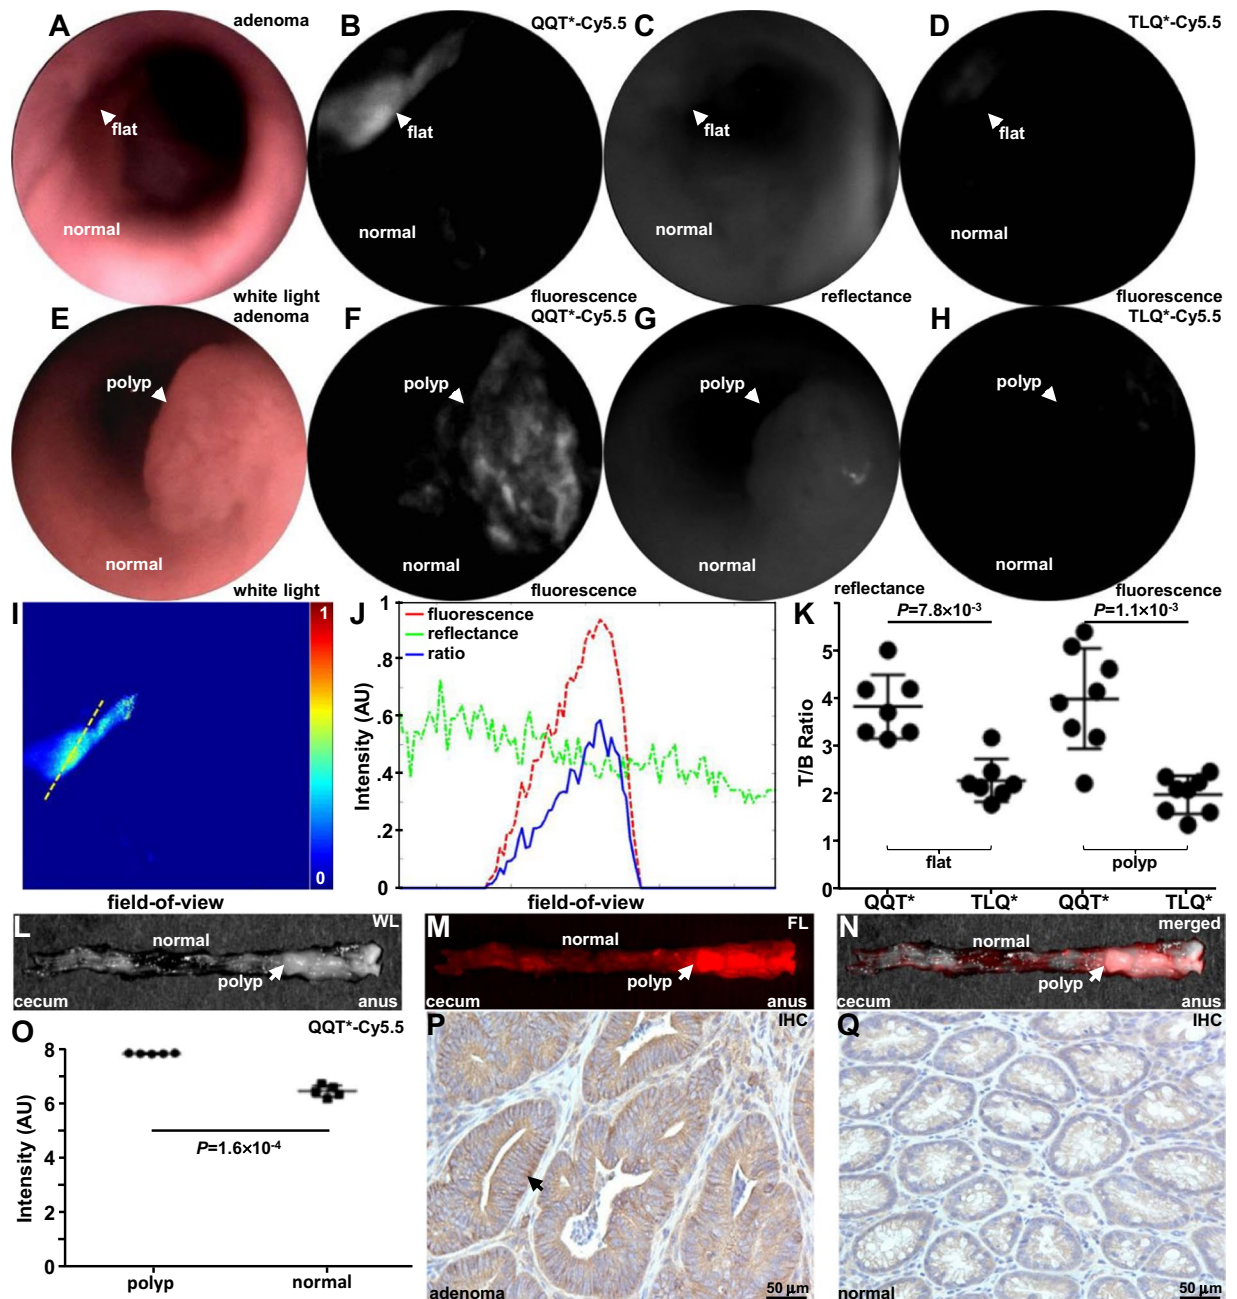 A adenoma
flat
normal
white light
B QQT*-Cy5.5
flat
normal
fluorescence
C
flat
normal
reflectance
D TLQ*-Cy5.5
flat
normal
fluorescence
E adenoma
polyp
normal
white light
F QQT*-Cy5.5
polyp
normal
fluorescence
G
polyp
normal
reflectance
H TLQ*-Cy5.5
polyp
normal
fluorescence
I
1
0
field-of-view
J
fluorescence
reflectance
ratio
Intensity (AU)
1
.8
.6
.4
.2
0
field-of-view
K
P=7.8×10-3
P=1.1×10-3
T/B Ratio
5
4
3
2
1
0
flat
polyp
QQT* TLQ* QQT* TLQ*
L WL
normal
polyp
cecum anus
M FL
normal
polyp
cecum anus
N merged
normal
polyp
cecum anus
O QQT*-Cy5.5
Intensity (AU)
8
6
4
2
0
P=1.6×10-4
polyp normal
P IHC
adenoma 50 μm
Q IHC
normal 50 μm